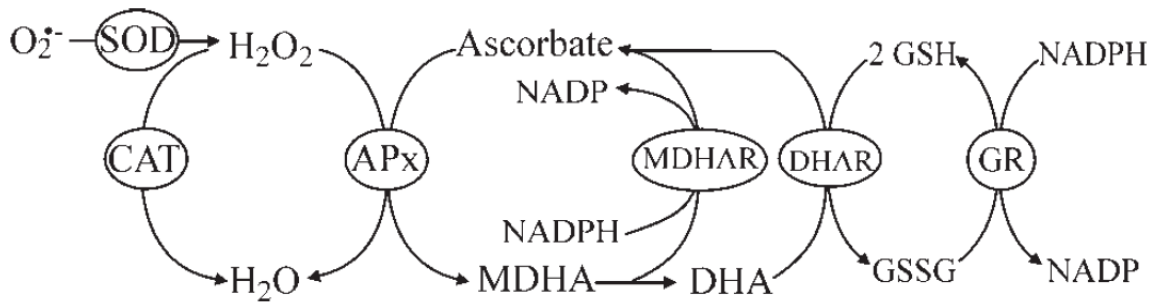 O₂•- SOD H₂O₂ Ascorbate 2 GSH NADPH
NADP
CAT APx MDHAR DHAR GR
NADPH
H₂O MDHA DHA GSSG NADP